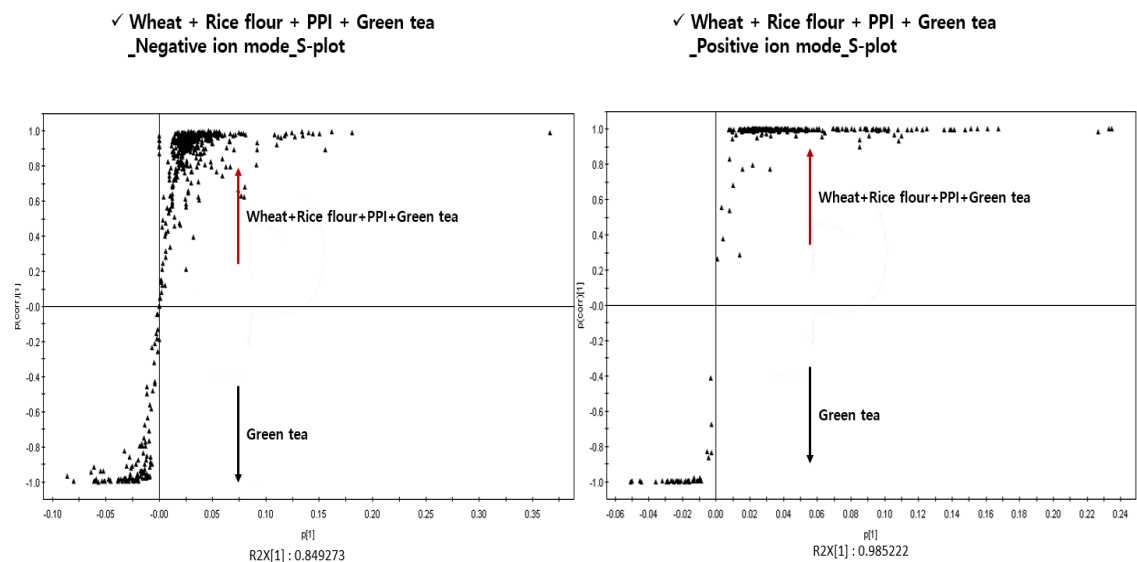 ✓ Wheat + Rice flour + PPI + Green tea
_Negative ion mode_S-plot
1.0
0.8
0.6
0.4
0.2
-0.0
-0.2
-0.4
-0.6
-0.8
-1.0
p(corr)[1]
Wheat+Rice flour+PPI+Green tea
Green tea
-0.10 -0.05 -0.00 0.05 0.10 0.15 0.20 0.25 0.30 0.35
p[1]
R2X[1] : 0.849273
✓ Wheat + Rice flour + PPI + Green tea
_Positive ion mode_S-plot
1.0
0.8
0.6
0.4
0.2
-0.0
-0.2
-0.4
-0.6
-0.8
-1.0
p(corr)[1]
Wheat+Rice flour+PPI+Green tea
Green tea
-0.06 -0.04 -0.02 0.00 0.02 0.04 0.06 0.08 0.10 0.12 0.14 0.16 0.18 0.20 0.22 0.24
p[1]
R2X[1] : 0.985222